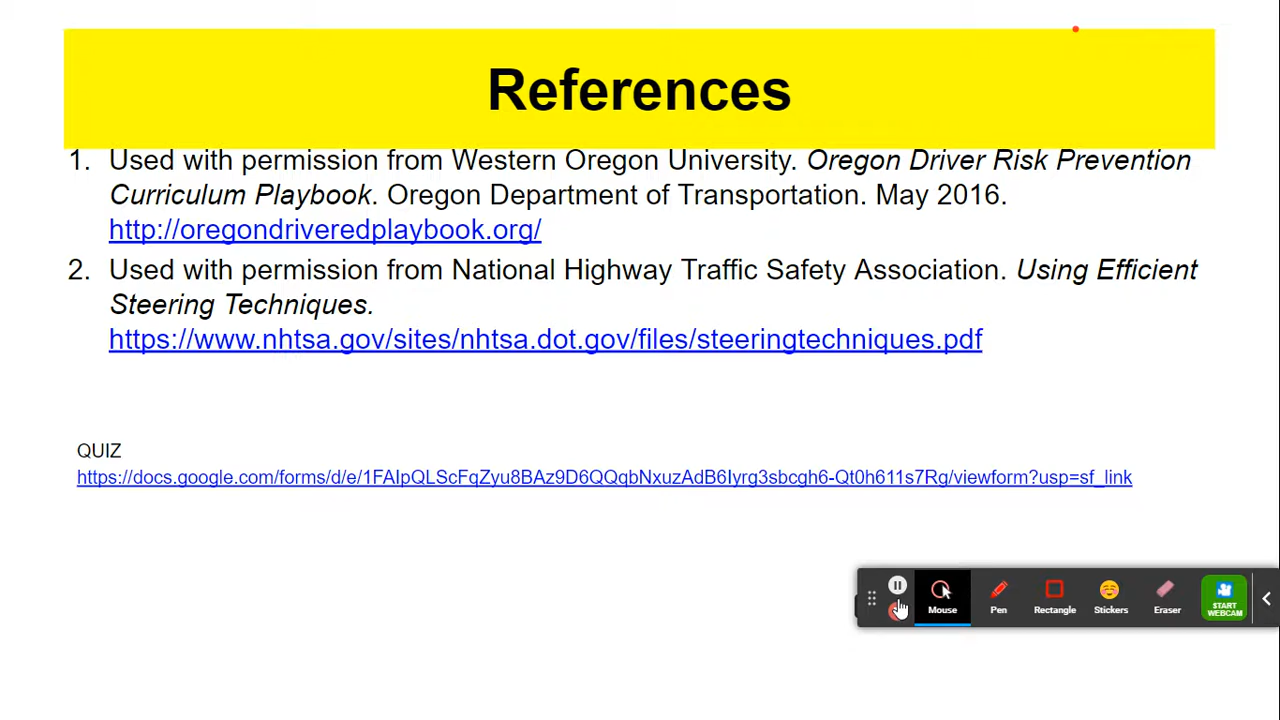 References
1. Used with permission from Western Oregon University. Oregon Driver Risk Prevention
Curriculum Playbook. Oregon Department of Transportation. May 2016.
http://oregondriveredplaybook.org/
2. Used with permission from National Highway Traffic Safety Association. Using Efficient
Steering Techniques.
https://www.nhtsa.gov/sites/nhtsa.dot.gov/files/steeringtechniques.pdf
QUIZ
https://docs.google.com/forms/d/e/1FAIpQLScFqZyu8BAz9D6QQqbNxuzAdB6Iyrg3sbcgh6-Qt0h611s7Rg/viewform?usp=sf_link
Mouse Pen Rectangle Stickers Eraser START
WEBCAM